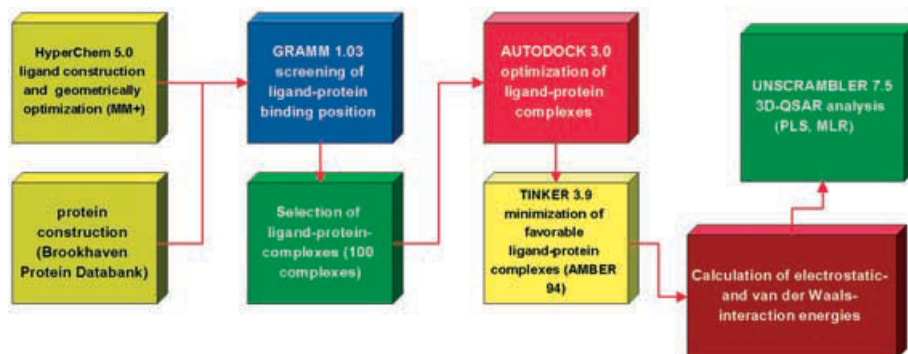 HyperChem 5.0
ligand construction
and geometrically
optimization (MM+)
protein
construction
(Brookhaven
Protein Databank)
GRAMM 1.03
screening of
ligand-protein
binding position
Selection of
ligand-protein-
complexes (100
complexes)
AUTODOCK 3.0
optimization of
ligand-protein
complexes
TINKER 3.9
minimization of
favorable
ligand-protein
complexes (AMBER
94)
UNSCRAMBLER 7.5
3D-QSAR analysis
(PLS, MLR)
Calculation of electrostatic-
and van der Waals-
interaction energies